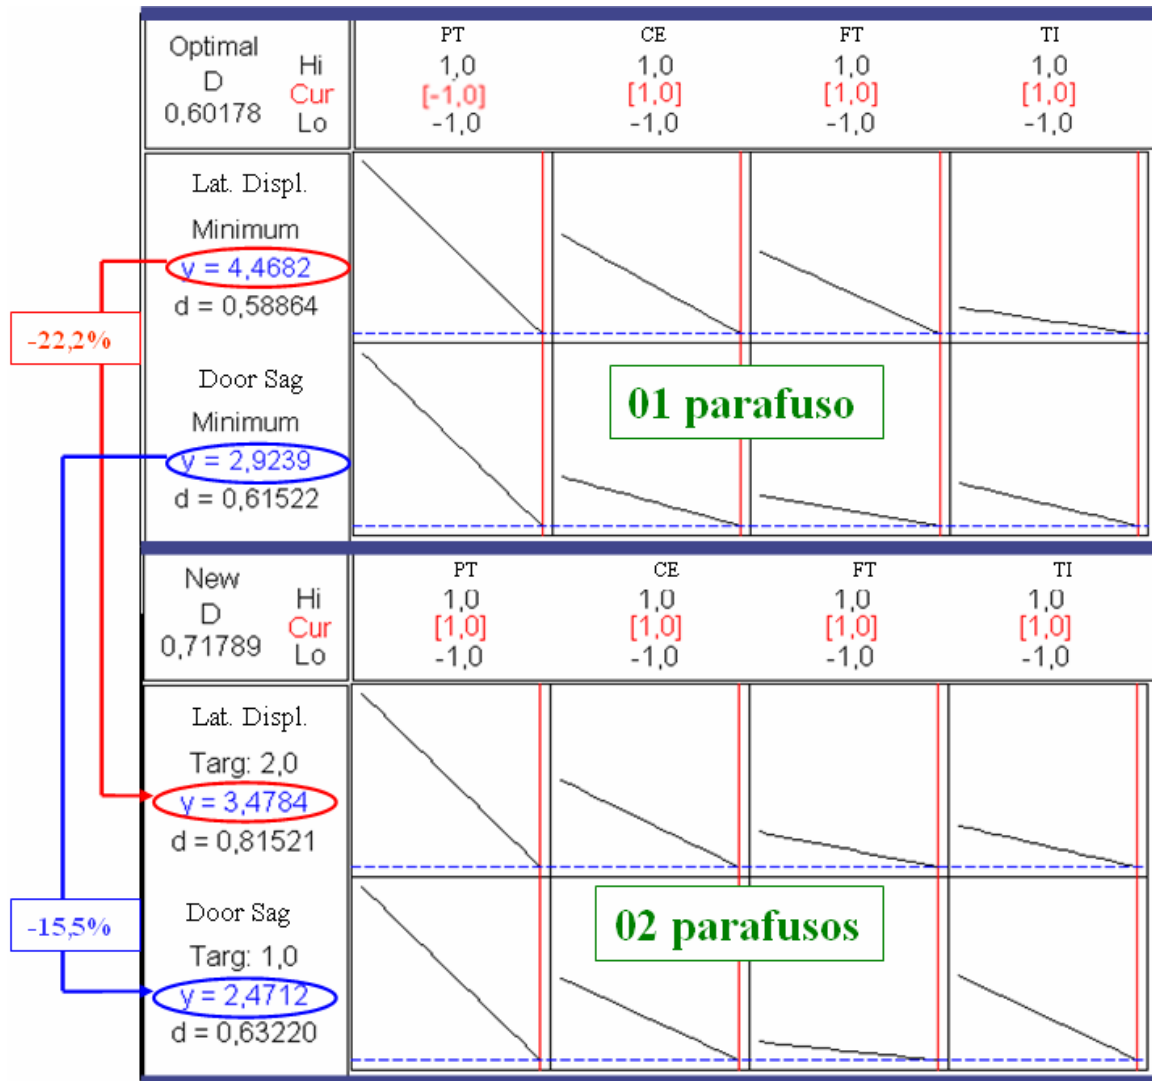 Optimal
D
0,60178
Hi
Cur
Lo
PT
1,0
[-1,0]
-1,0
CE
1,0
[1,0]
-1,0
FT
1,0
[1,0]
-1,0
TI
1,0
[1,0]
-1,0
Lat. Displ.
Minimum
y = 4,4682
d = 0,58864
-22,2%
Door Sag
Minimum
y = 2,9239
d = 0,61522
01 parafuso
New
D
0,71789
Hi
Cur
Lo
PT
1,0
[1,0]
-1,0
CE
1,0
[1,0]
-1,0
FT
1,0
[1,0]
-1,0
TI
1,0
[1,0]
-1,0
Lat. Displ.
Targ: 2,0
y = 3,4784
d = 0,81521
-15,5%
Door Sag
Targ: 1,0
y = 2,4712
d = 0,63220
02 parafusos